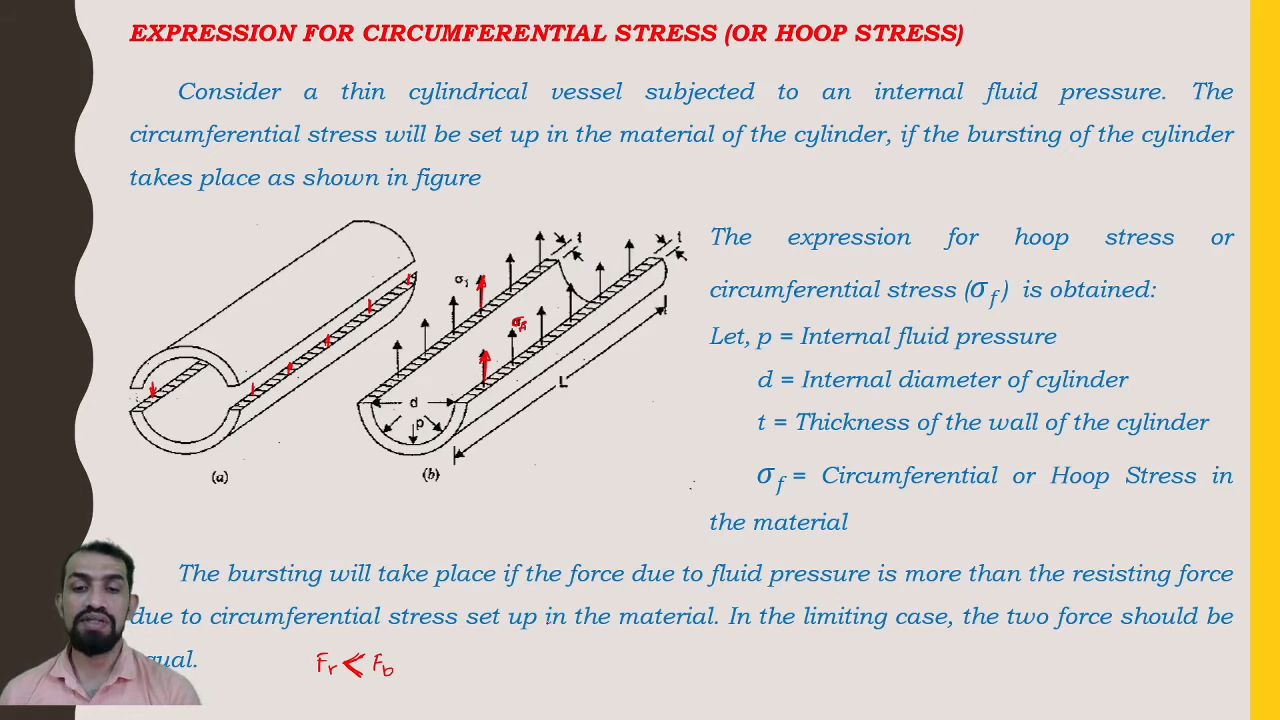 EXPRESSION FOR CIRCUMFERENTIAL STRESS (OR HOOP STRESS)
Consider a thin cylindrical vessel subjected to an internal fluid pressure. The
circumferential stress will be set up in the material of the cylinder, if the bursting of the cylinder
takes place as shown in figure
t
t
σ₁
σf
L
d
p
(a)
(b)
The expression for hoop stress or
circumferential stress (σf) is obtained:
Let, p = Internal fluid pressure
d = Internal diameter of cylinder
t = Thickness of the wall of the cylinder
σf = Circumferential or Hoop Stress in
the material
The bursting will take place if the force due to fluid pressure is more than the resisting force
due to circumferential stress set up in the material. In the limiting case, the two force should be
qual.
Fr < Fb